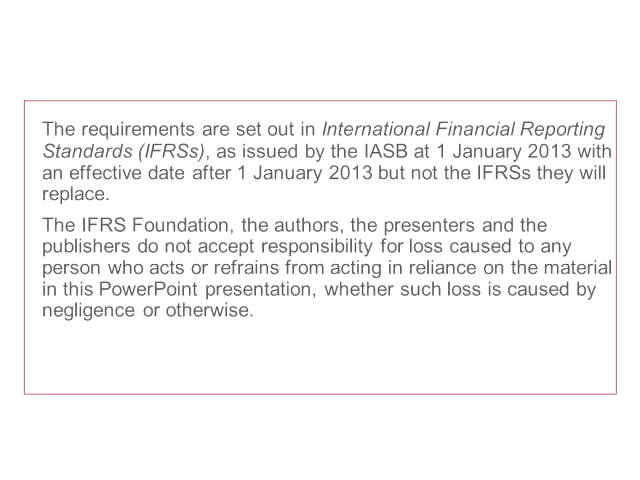 The requirements are set out in International Financial Reporting
Standards (IFRSs), as issued by the IASB at 1 January 2013 with
an effective date after 1 January 2013 but not the IFRSs they will
replace.
The IFRS Foundation, the authors, the presenters and the
publishers do not accept responsibility for loss caused to any
person who acts or refrains from acting in reliance on the material
in this PowerPoint presentation, whether such loss is caused by
negligence or otherwise.